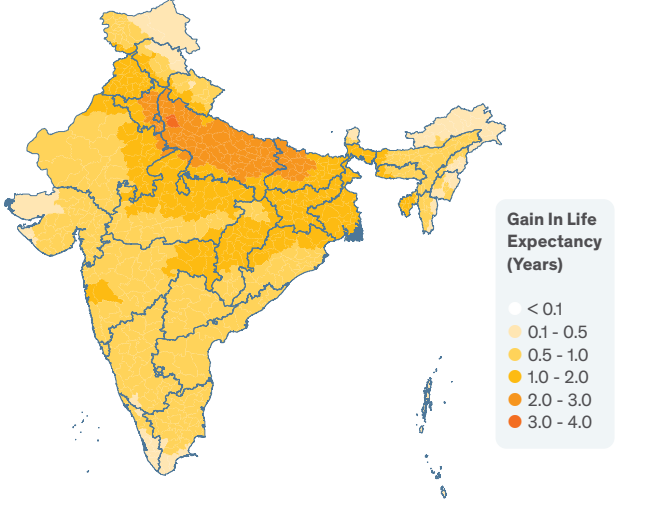 Gain In Life
Expectancy
(Years)
< 0.1
0.1 - 0.5
0.5 - 1.0
1.0 - 2.0
2.0 - 3.0
3.0 - 4.0